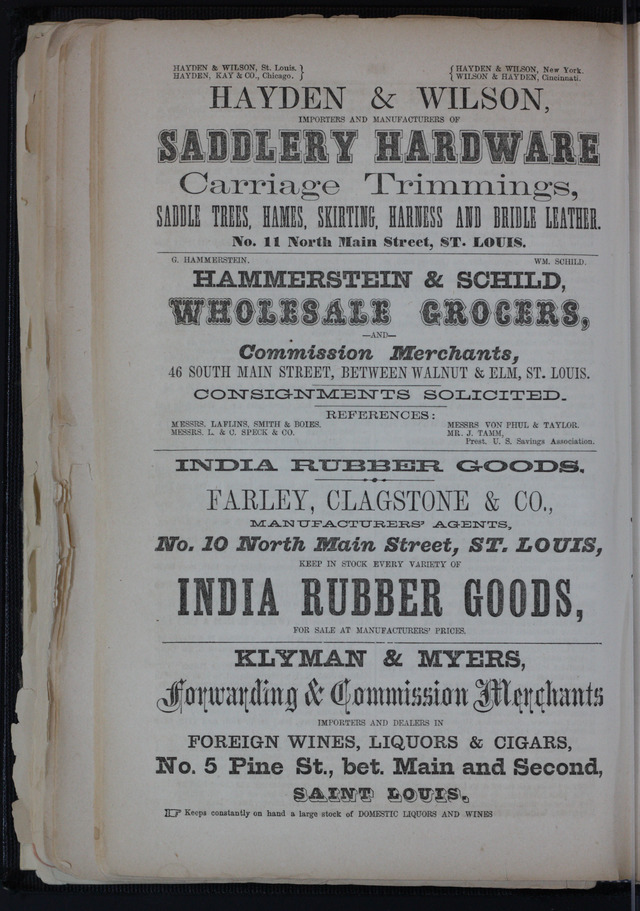 HAYDEN & WILSON, St. Louis. } { HAYDEN & WILSON, New York.
HAYDEN, KAY & CO., Chicago. } { WILSON & HAYDEN, Cincinnati.
HAYDEN & WILSON,
IMPORTERS AND MANUFACTURERS OF
SADDLERY HARDWARE
Carriage Trimmings,
SADDLE TREES, HAMES, SKIRTING, HARNESS AND BRIDLE LEATHER.
No. 11 North Main Street, ST. LOUIS.
G. HAMMERSTEIN. WM. SCHILD.
HAMMERSTEIN & SCHILD,
WHOLESALE GROCERS,
—AND—
Commission Merchants,
46 SOUTH MAIN STREET, BETWEEN WALNUT & ELM, ST. LOUIS.
CONSIGNMENTS SOLICITED.
REFERENCES:
MESSRS. LAFLINS, SMITH & BOIES. MESSRS VON PHUL & TAYLOR.
MESSRS. L. & C. SPECK & CO. MR. J. TAMM,
Prest. U. S. Savings Association.
INDIA RUBBER GOODS.
FARLEY, CLAGSTONE & CO.,
MANUFACTURERS' AGENTS,
No. 10 North Main Street, ST. LOUIS,
KEEP IN STOCK EVERY VARIETY OF
INDIA RUBBER GOODS,
FOR SALE AT MANUFACTURERS' PRICES.
KLYMAN & MYERS,
Forwarding & Commission Merchants
IMPORTERS AND DEALERS IN
FOREIGN WINES, LIQUORS & CIGARS,
No. 5 Pine St., bet. Main and Second,
SAINT LOUIS.
☞ Keeps constantly on hand a large stock of DOMESTIC LIQUORS AND WINES